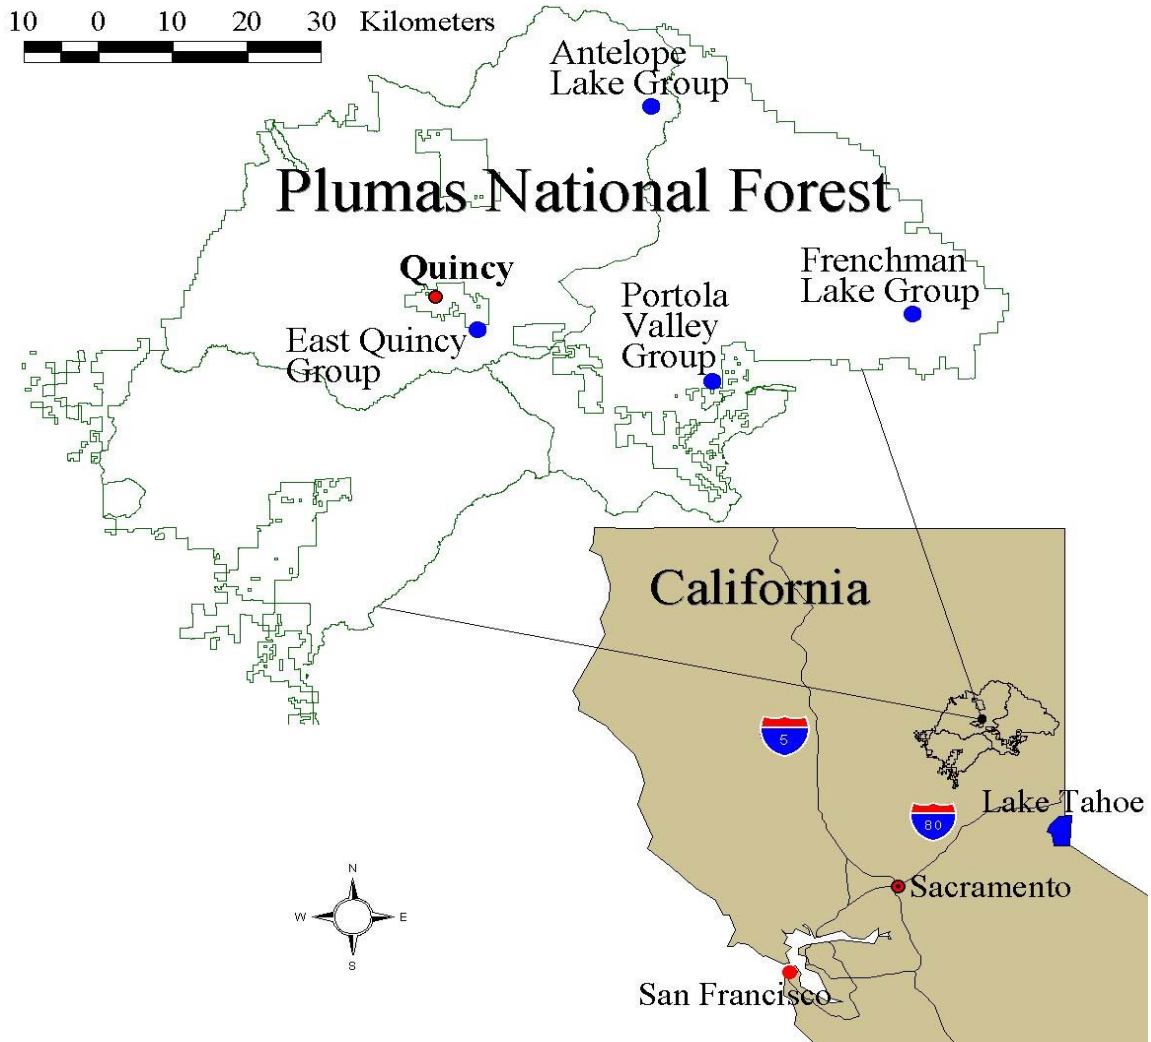 10 0 10 20 30 Kilometers
Antelope
Lake Group
Plumas National Forest
Quincy
Frenchman
Lake Group
Portola
Valley
Group
East Quincy
Group
California
5
Lake Tahoe
80
Sacramento
N
W E
S
San Francisco